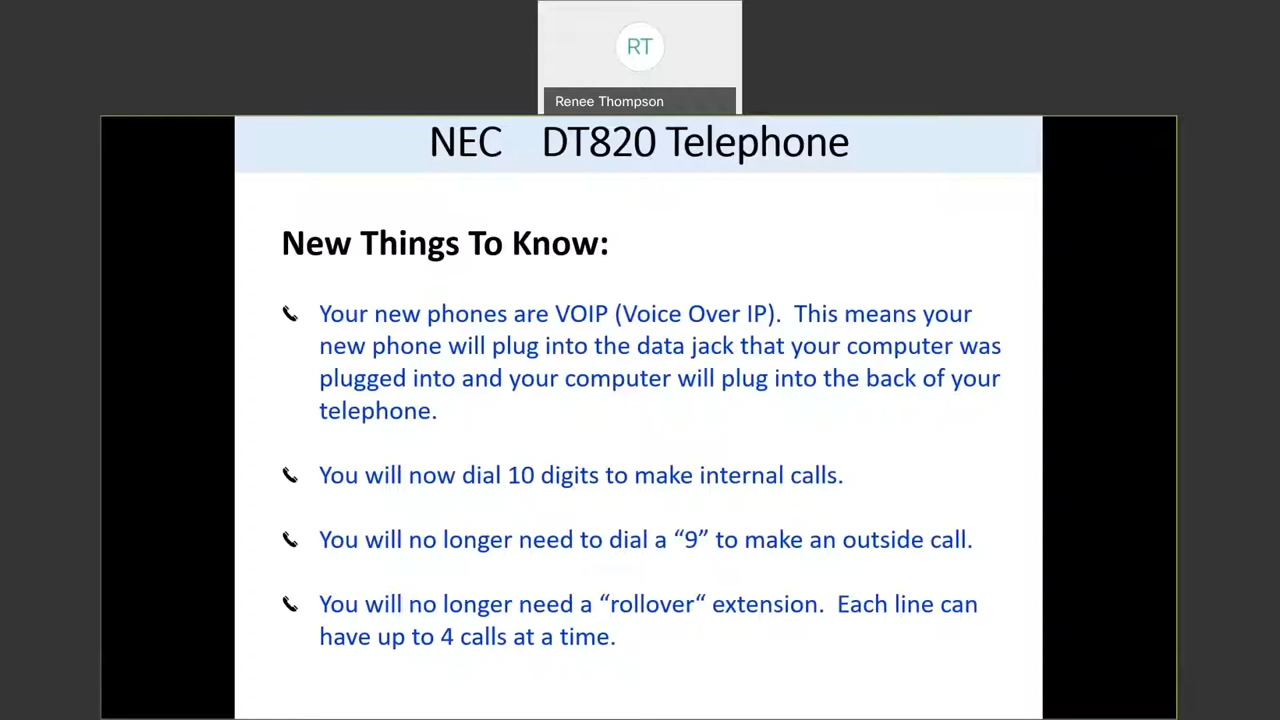 RT
Renee Thompson
NEC DT820 Telephone
New Things To Know:
Your new phones are VOIP (Voice Over IP). This means your
new phone will plug into the data jack that your computer was
plugged into and your computer will plug into the back of your
telephone.
You will now dial 10 digits to make internal calls.
You will no longer need to dial a “9” to make an outside call.
You will no longer need a “rollover“ extension. Each line can
have up to 4 calls at a time.